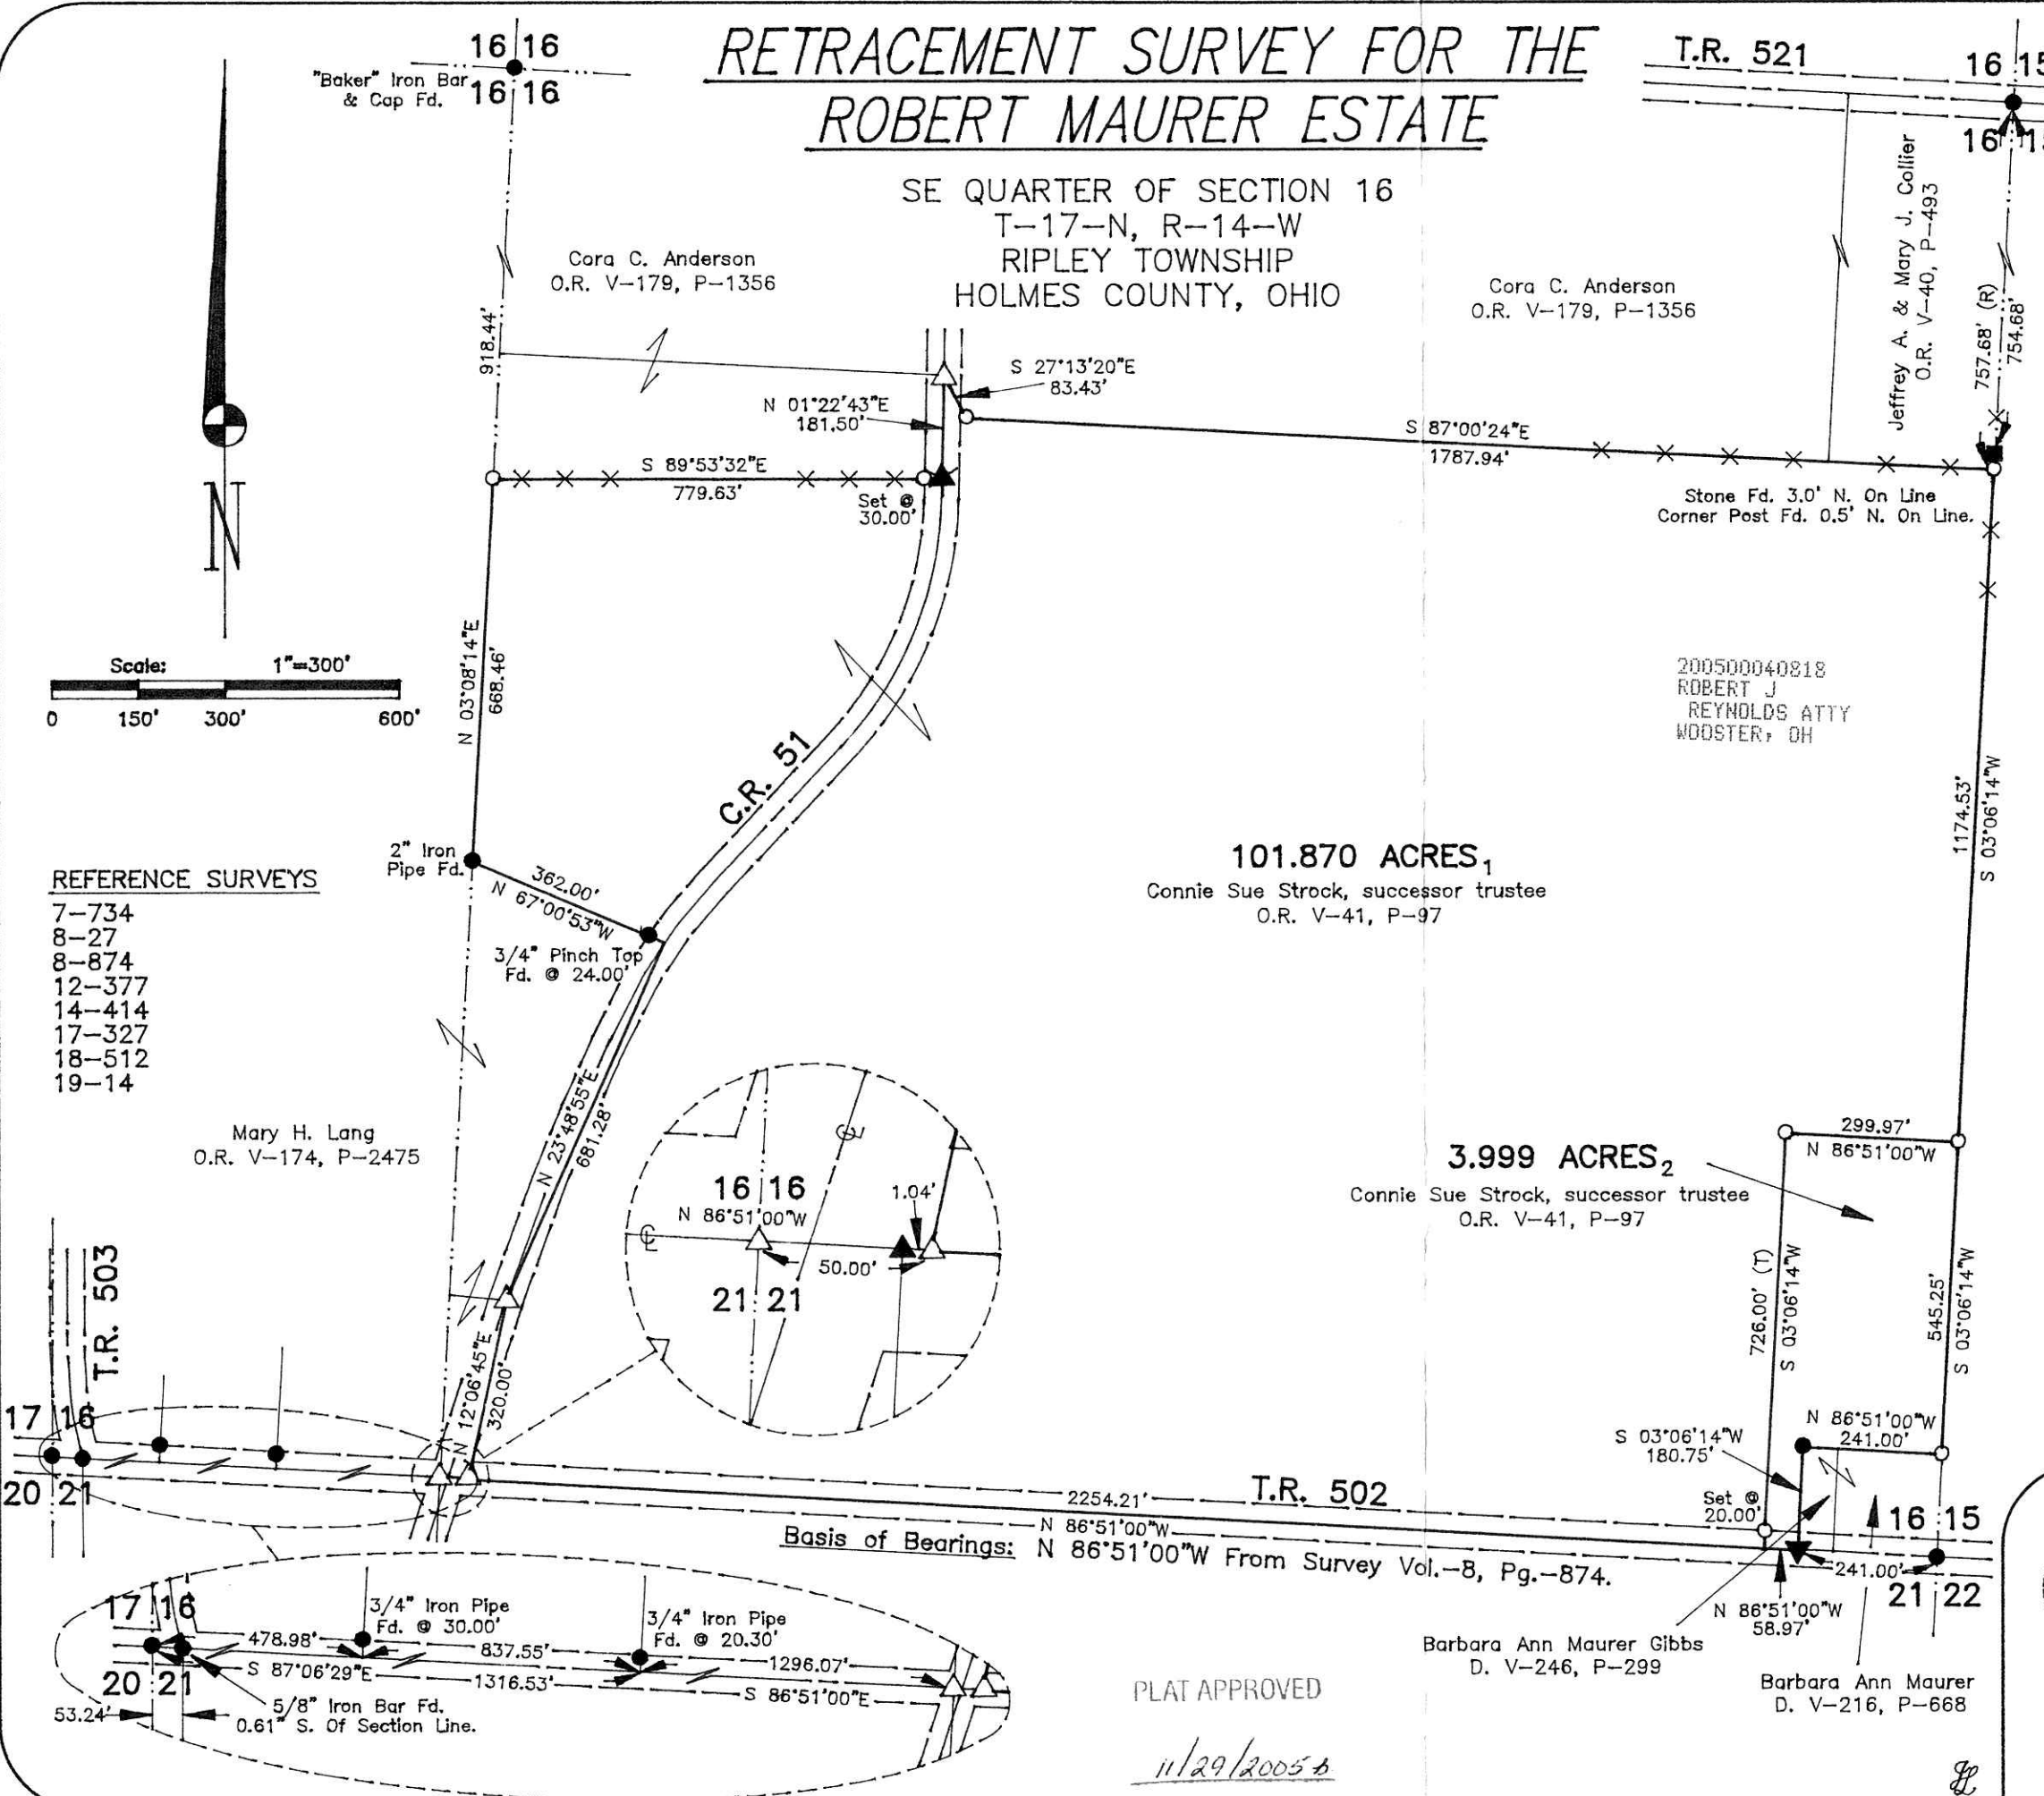 RETRACEMENT SURVEY FOR THE
ROBERT MAURER ESTATE
SE QUARTER OF SECTION 16
T-17-N, R-14-W
RIPLEY TOWNSHIP
HOLMES COUNTY, OHIO
16 16
16 16
"Baker" Iron Bar
& Cap Fd.
T.R. 521
16 15
16
Jeffrey A. & Mary J. Collier
O.R. V-40, P-493
757.68' (R)
754.68'
Cora C. Anderson
O.R. V-179, P-1356
Cora C. Anderson
O.R. V-179, P-1356
918.44'
S 27°13'20"E
83.43'
N 01°22'43"E
181.50'
S 87°00'24"E
1787.94'
S 89°53'32"E
779.63'
Set @
30.00'
Stone Fd. 3.0' N. On Line
Corner Post Fd. 0.5' N. On Line.
N
Scale: 1"=300'
0 150' 300' 600'
N 03°08'14"E
668.46'
200500040818
ROBERT J
REYNOLDS ATTY
WOOSTER, OH
C.R. 51
1174.53'
S 03°06'14"W
2" Iron
Pipe Fd.
362.00'
N 67°00'53"W
3/4" Pinch Top
Fd. @ 24.00'
101.870 ACRES1
Connie Sue Strock, successor trustee
O.R. V-41, P-97
REFERENCE SURVEYS
7-734
8-27
8-874
12-377
14-414
17-327
18-512
19-14
Mary H. Lang
O.R. V-174, P-2475
N 23°48'55"E
681.28'
16 16
N 86°51'00"W
1.04'
50.00'
21 21
299.97'
N 86°51'00"W
3.999 ACRES2
Connie Sue Strock, successor trustee
O.R. V-41, P-97
726.00' (T)
S 03°06'14"W
545.25'
S 03°06'14"W
T.R. 503
N 12°06'45"E
320.00'
17 16
20 21
N 86°51'00"W
241.00'
S 03°06'14"W
180.75'
Set @
20.00'
2254.21'
T.R. 502
N 86°51'00"W
16 15
21 22
241.00'
Basis of Bearings: N 86°51'00"W From Survey Vol.-8, Pg.-874.
N 86°51'00"W
58.97'
17 16
20 21
3/4" Iron Pipe
Fd. @ 30.00'
3/4" Iron Pipe
Fd. @ 20.30'
478.98'
837.55'
1296.07'
S 87°06'29"E
1316.53'
S 86°51'00"E
53.24'
5/8" Iron Bar Fd.
0.61" S. Of Section Line.
Barbara Ann Maurer Gibbs
D. V-246, P-299
Barbara Ann Maurer
D. V-216, P-668
PLAT APPROVED
11/29/2005